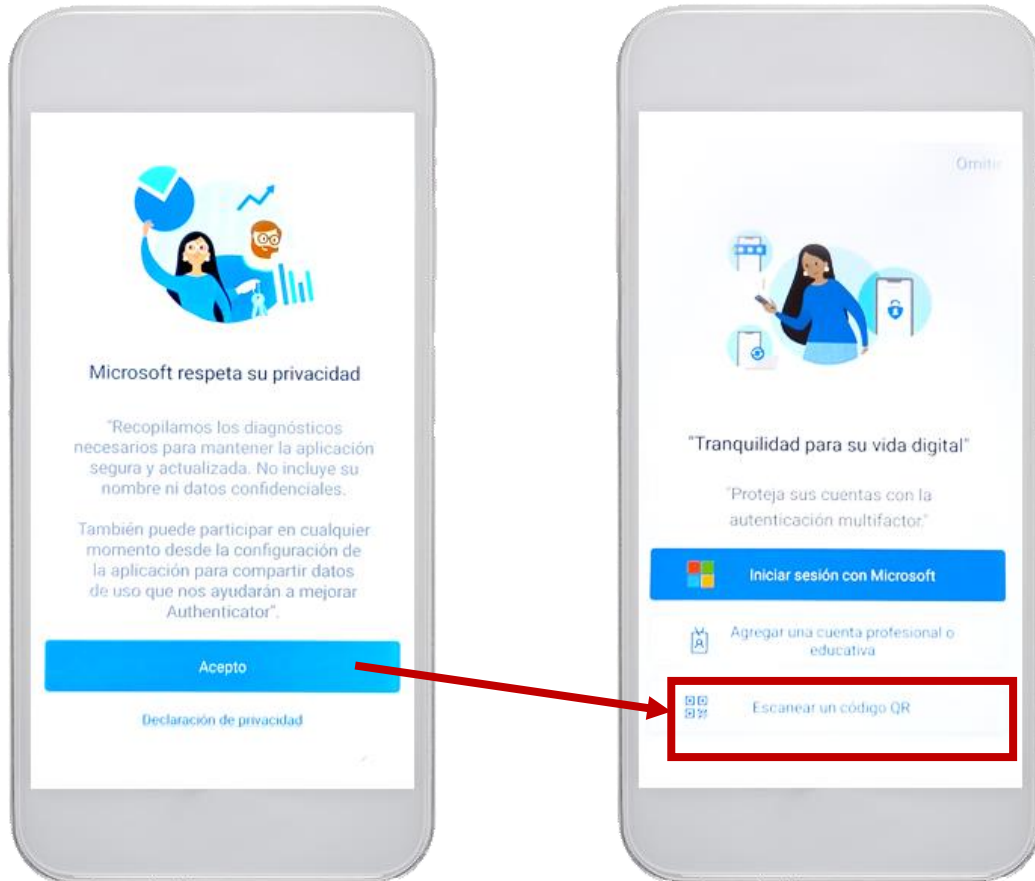 Microsoft respeta su privacidad
"Recopilamos los diagnósticos
necesarios para mantener la aplicación
segura y actualizada. No incluye su
nombre ni datos confidenciales.
También puede participar en cualquier
momento desde la configuración de
la aplicación para compartir datos
de uso que nos ayudarán a mejorar
Authenticator".
Acepto
Declaración de privacidad
Omitir
"Tranquilidad para su vida digital"
"Proteja sus cuentas con la
autenticación multifactor."
Iniciar sesión con Microsoft
Agregar una cuenta profesional o
educativa
Escanear un código QR